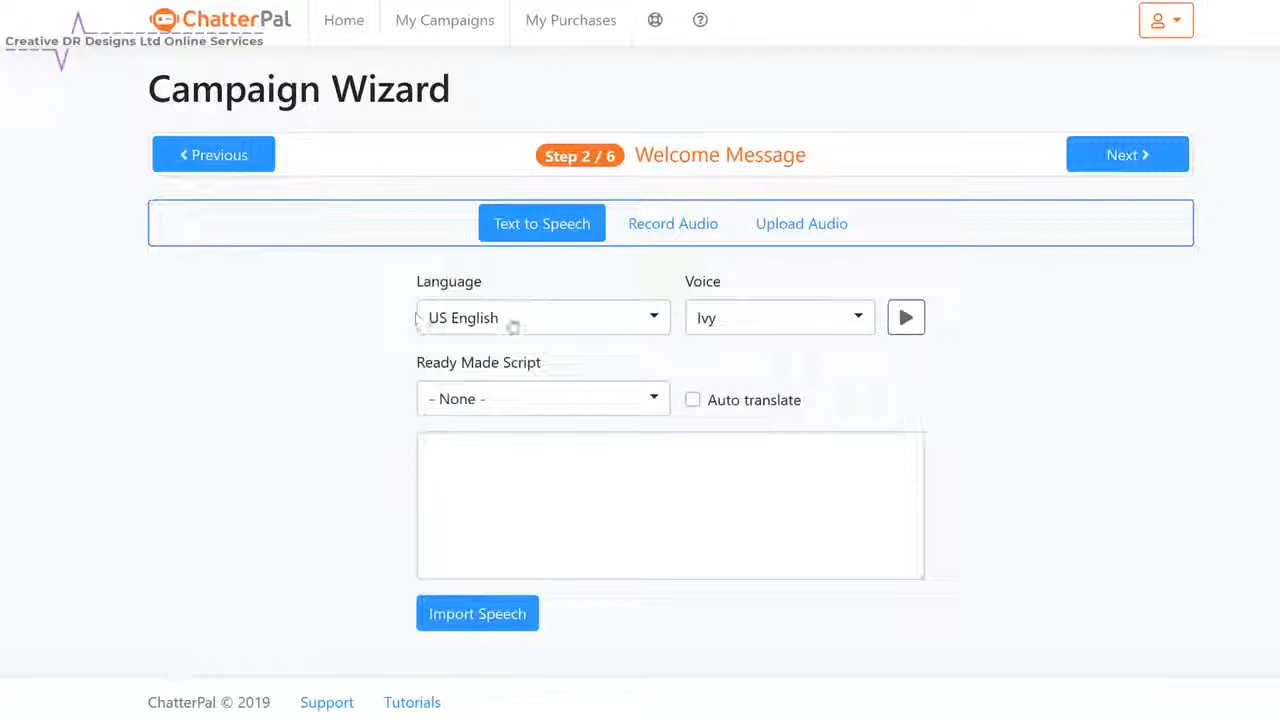 ChatterPal Home My Campaigns My Purchases
Creative DR Designs Ltd Online Services
Campaign Wizard
Previous Step 2 / 6 Welcome Message Next
Text to Speech Record Audio Upload Audio
Language Voice
US English Ivy
Ready Made Script
- None - Auto translate
Import Speech
ChatterPal © 2019 Support Tutorials